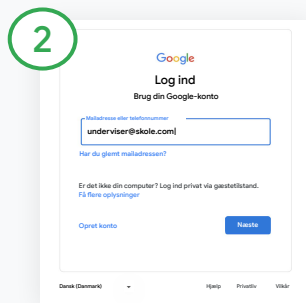 2
Google
Log ind
Brug din Google-konto
Mailadresse eller telefonnummer
underviser@skole.com
Har du glemt mailadressen?
Er det ikke din computer? Log ind privat via gæstetilstand.
Få flere oplysninger
Opret konto
Næste
Dansk (Danmark)
Hjælp Privatliv Vilkår